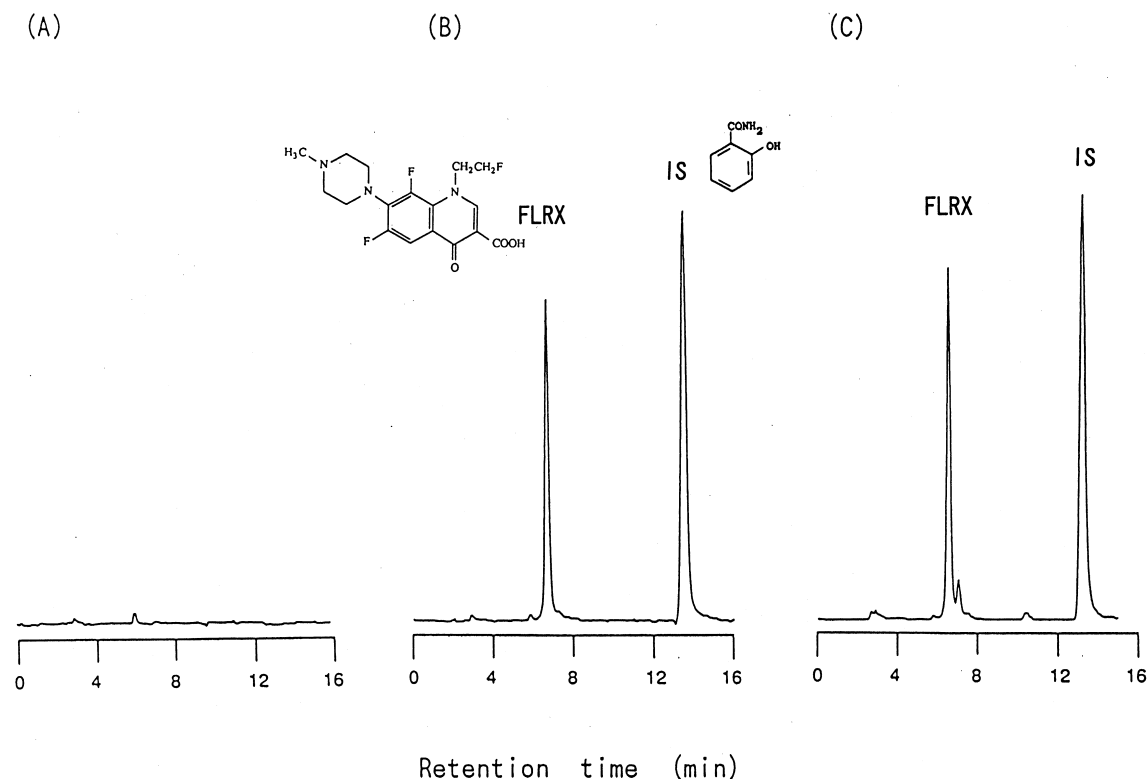 (A)
(B)
(C)
CONH2
OH
IS
H3C
N
N
F
CH2CH2F
N
F
COOH
O
FLRX
FLRX
IS
0 4 8 12 16
0 4 8 12 16
0 4 8 12 16
Retention time (min)